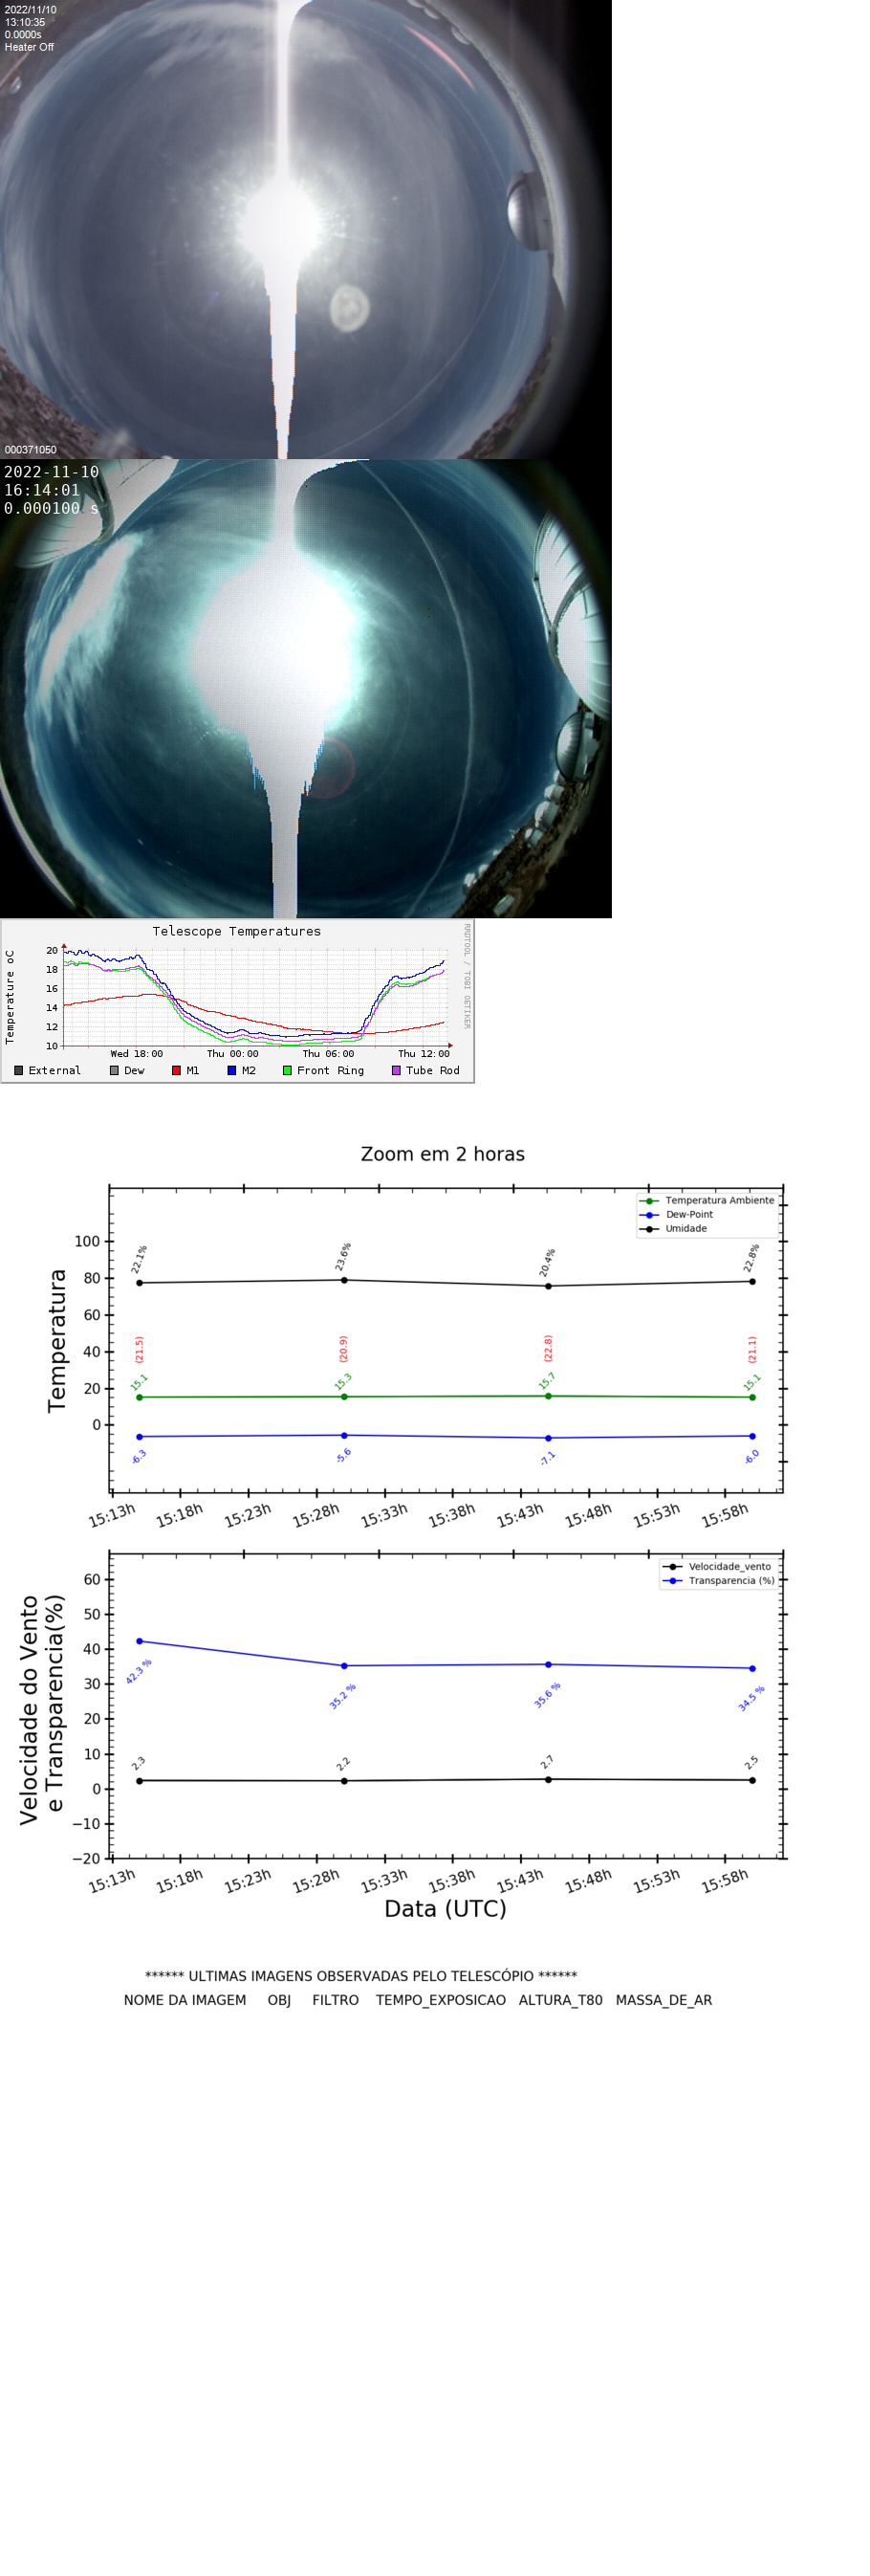 2022/11/10
13:10:35
0.0000s
Heater Off
000371050
2022-11-10
16:14:01
0.000100 s
Telescope Temperatures
RRDTOOL / TOBI OETIKER
Temperature oC
20
18
16
14
12
10
Wed 18:00 Thu 00:00 Thu 06:00 Thu 12:00
External Dew M1 M2 Front Ring Tube Rod
Zoom em 2 horas
Temperatura
Temperatura Ambiente
Dew-Point
Umidade
100
80
60
40
20
0
22.1% 23.6% 20.4% 22.8%
(21.5) (20.9) (22.8) (21.1)
15.1 15.3 15.7 15.1
-6.3 -5.6 -7.1 -6.0
15:13h 15:18h 15:23h 15:28h 15:33h 15:38h 15:43h 15:48h 15:53h 15:58h
Velocidade do Vento
e Transparencia(%)
Velocidade_vento
Transparencia (%)
60
50
40
30
20
10
0
−10
−20
42.3 % 35.2 % 35.6 % 34.5 %
2.3 2.2 2.7 2.5
15:13h 15:18h 15:23h 15:28h 15:33h 15:38h 15:43h 15:48h 15:53h 15:58h
Data (UTC)
****** ULTIMAS IMAGENS OBSERVADAS PELO TELESCÓPIO ******
NOME DA IMAGEM OBJ FILTRO TEMPO_EXPOSICAO ALTURA_T80 MASSA_DE_AR